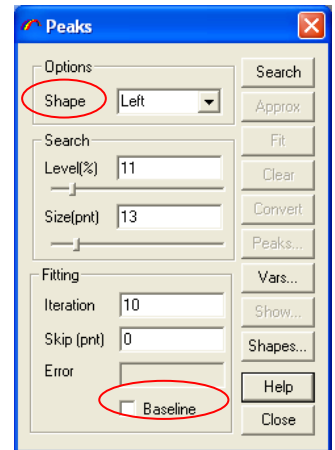 Peaks
Options
Shape Left
Search
Level(%) 11
Size(pnt) 13
Fitting
Iteration 10
Skip (pnt) 0
Error
Baseline
Search
Approx
Fit
Clear
Convert
Peaks...
Vars...
Show...
Shapes...
Help
Close